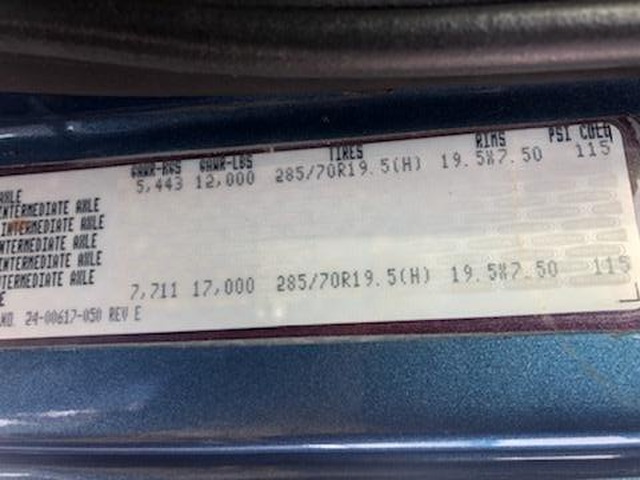 GAWR-KGS GAWR-LBS TIRES RIMS PSI COLD
AXLE 5,443 12,000 285/70R19.5(H) 19.5X7.50 115
INTERMEDIATE AXLE
INTERMEDIATE AXLE
INTERMEDIATE AXLE
INTERMEDIATE AXLE
INTERMEDIATE AXLE
7,711 17,000 285/70R19.5(H) 19.5X7.50 115
NO. 24-00617-050 REV E